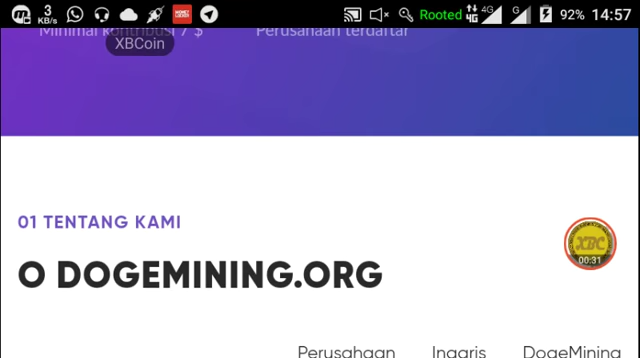 3 KB/s Rooted 4G 4G G 92% 14:57
Minimal kontribusi 7 $ Perusahaan terdaftar
XBCoin
01 TENTANG KAMI
O DOGEMINING.ORG
XBC
00:31
Perusahaan Inggris DogeMining